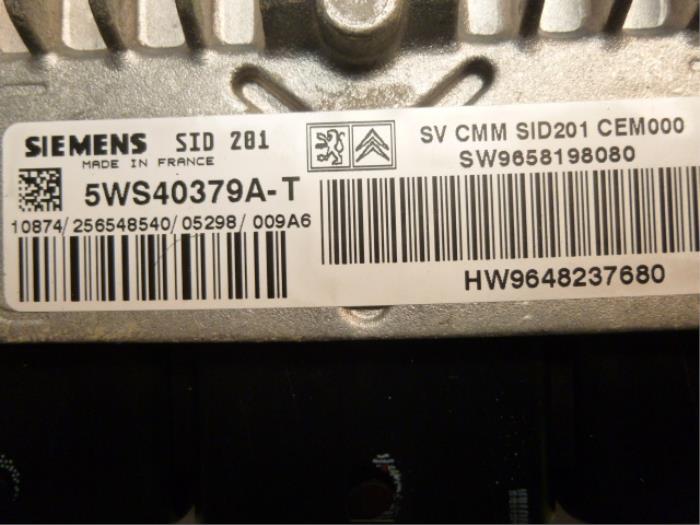 SIEMENS SID 201
MADE IN FRANCE
5WS40379A-T
10874/256548540/05298/009A6
SV CMM SID201 CEM000
SW9658198080
HW9648237680